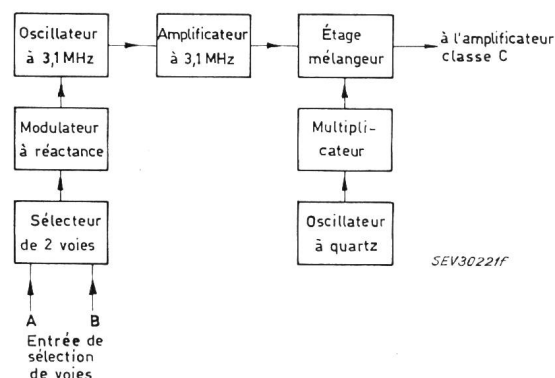 Oscillateur
à 3,1 MHz
Amplificateur
à 3,1 MHz
Étage
mélangeur
à l'amplificateur
classe C
Modulateur
à réactance
Multipli-
cateur
Sélecteur
de 2 voies
Oscillateur
à quartz
SEV30221f
A B
Entrée de
sélection
de voies